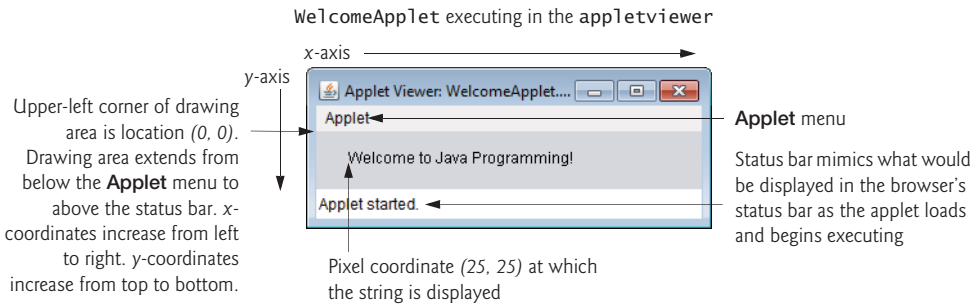 WelcomeApplet executing in the appletviewer
x-axis
y-axis
Upper-left corner of drawing
area is location (0, 0).
Drawing area extends from
below the Applet menu to
above the status bar. x-
coordinates increase from left
to right. y-coordinates
increase from top to bottom.
Applet Viewer: WelcomeApplet....
Applet
Welcome to Java Programming!
Applet started.
Applet menu
Status bar mimics what would
be displayed in the browser’s
status bar as the applet loads
and begins executing
Pixel coordinate (25, 25) at which
the string is displayed